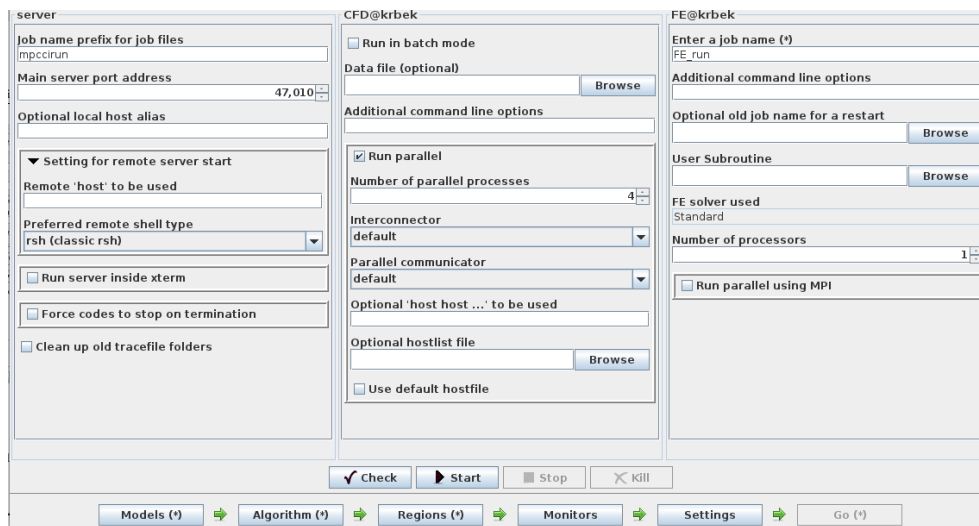 server
Job name prefix for job files
mpccirun
Main server port address
47,010
Optional local host alias
Setting for remote server start
Remote 'host' to be used
Preferred remote shell type
rsh (classic rsh)
Run server inside xterm
Force codes to stop on termination
Clean up old tracefile folders
CFD@krbek
Run in batch mode
Data file (optional)
Browse
Additional command line options
Run parallel
Number of parallel processes
4
Interconnector
default
Parallel communicator
default
Optional 'host host ...' to be used
Optional hostlist file
Browse
Use default hostfile
FE@krbek
Enter a job name (*)
FE_run
Additional command line options
Optional old job name for a restart
Browse
User Subroutine
Browse
FE solver used
Standard
Number of processors
1
Run parallel using MPI
Check Start Stop Kill
Models (*) Algorithm (*) Regions (*) Monitors Settings Go (*)